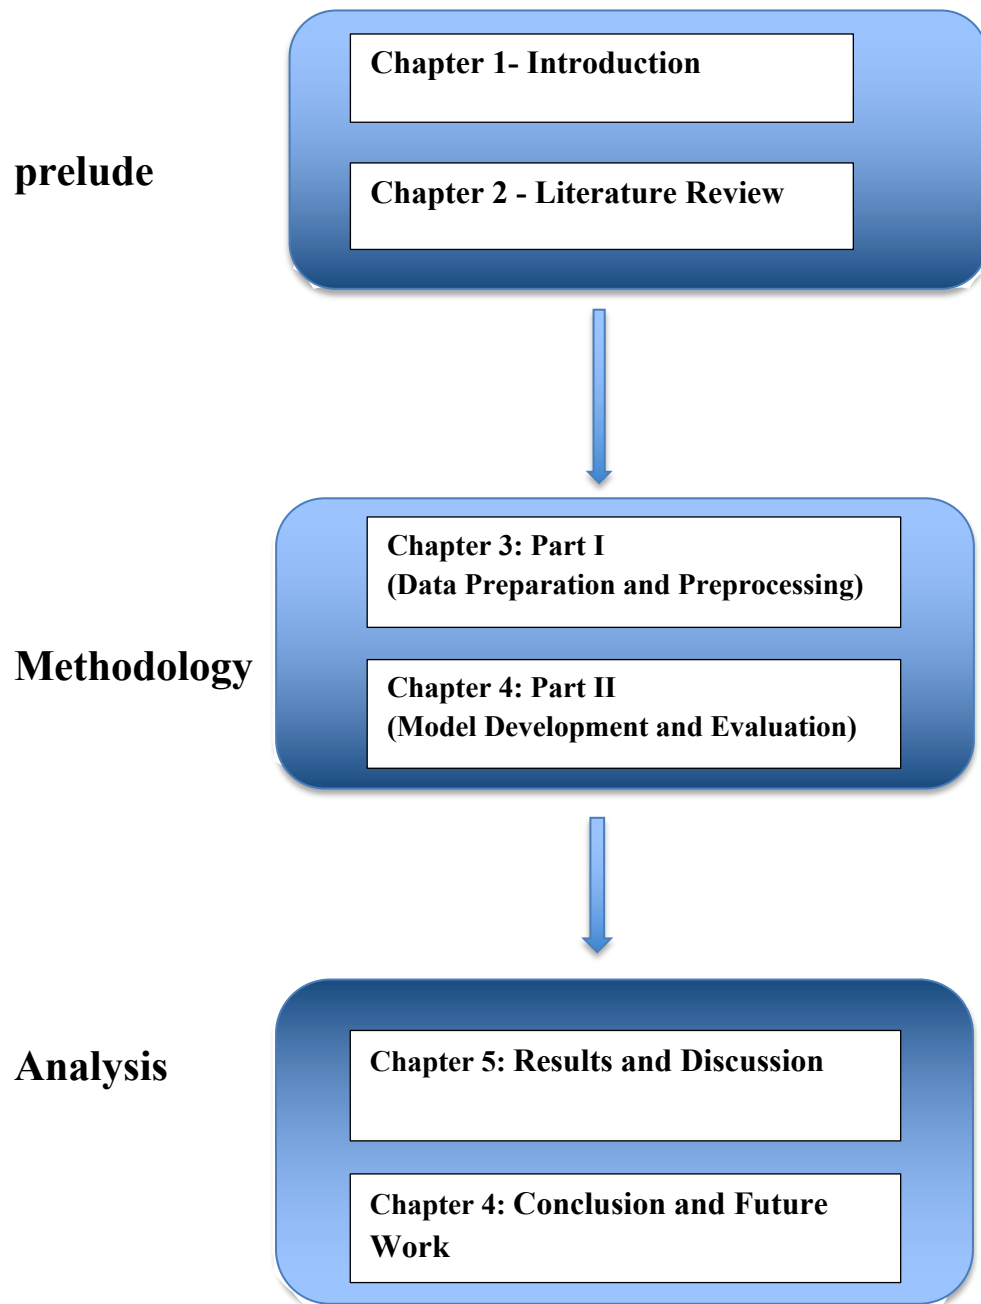 prelude
Chapter 1- Introduction
Chapter 2 - Literature Review
Methodology
Chapter 3: Part I
(Data Preparation and Preprocessing)
Chapter 4: Part II
(Model Development and Evaluation)
Analysis
Chapter 5: Results and Discussion
Chapter 4: Conclusion and Future
Work